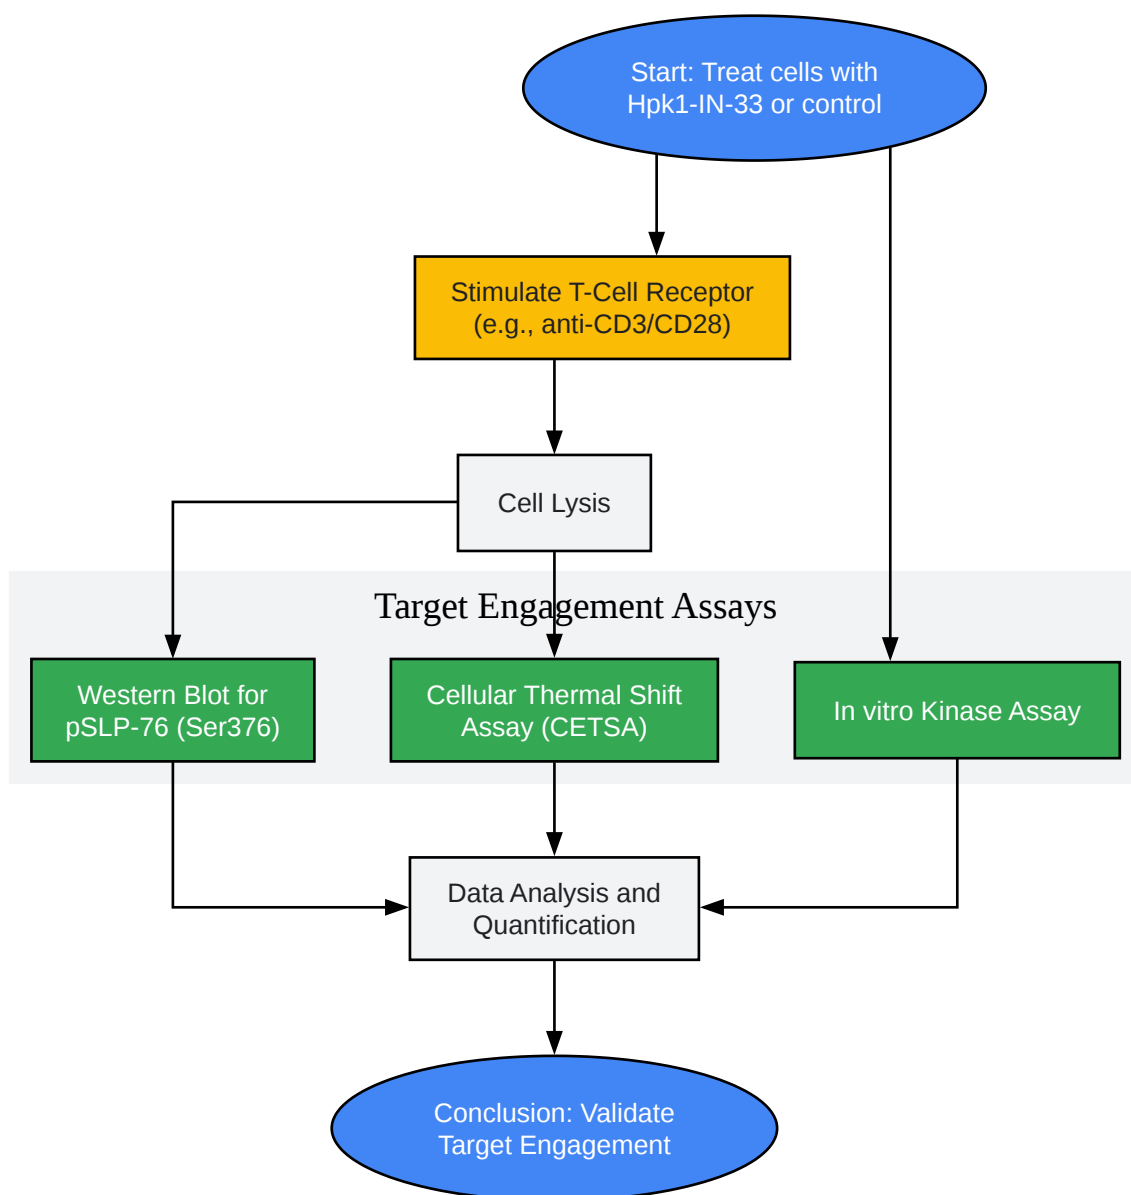 Start: Treat cells with
Hpk1-IN-33 or control
Stimulate T-Cell Receptor
(e.g., anti-CD3/CD28)
Cell Lysis
Target Engagement Assays
Western Blot for
pSLP-76 (Ser376)
Cellular Thermal Shift
Assay (CETSA)
In vitro Kinase Assay
Data Analysis and
Quantification
Conclusion: Validate
Target Engagement